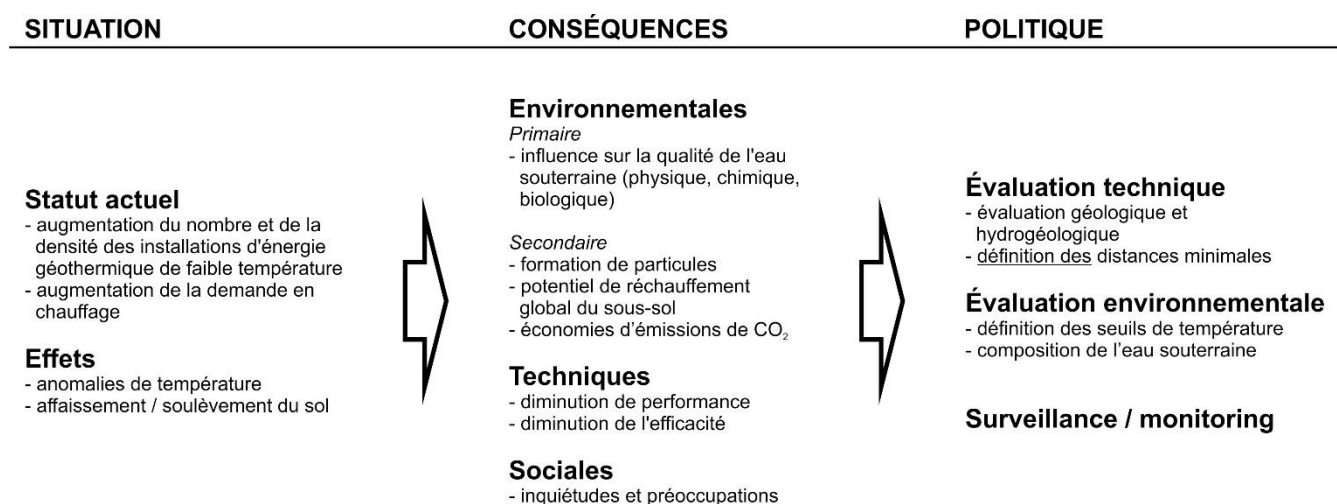 SITUATION
CONSÉQUENCES
POLITIQUE
Statut actuel
- augmentation du nombre et de la
densité des installations d'énergie
géothermique de faible température
- augmentation de la demande en
chauffage
Effets
- anomalies de température
- affaissement / soulèvement du sol
Environnementales
Primaire
- influence sur la qualité de l'eau
souterraine (physique, chimique,
biologique)
Secondaire
- formation de particules
- potentiel de réchauffement
global du sous-sol
- économies d'émissions de CO₂
Techniques
- diminution de performance
- diminution de l'efficacité
Sociales
- inquiétudes et préoccupations
Évaluation technique
- évaluation géologique et
hydrogéologique
- définition des distances minimales
Évaluation environnementale
- définition des seuils de température
- composition de l'eau souterraine
Surveillance / monitoring